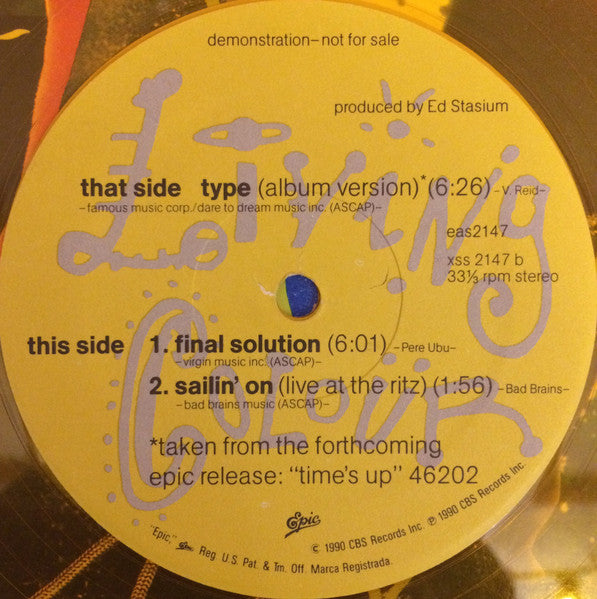 demonstration–not for sale
produced by Ed Stasium
Living Colour
that side type (album version)* (6:26) –V. Reid–
–famous music corp./dare to dream music inc. (ASCAP)–
eas2147
xss 2147 b
33⅓ rpm stereo
this side 1. final solution (6:01) –Pere Ubu–
–virgin music inc. (ASCAP)–
2. sailin' on (live at the ritz) (1:56) –Bad Brains–
–bad brains music (ASCAP)–
*taken from the forthcoming
epic release: "time's up" 46202
Epic
"Epic," Epic Reg. U.S. Pat. & Tm. Off. Marca Registrada. © 1990 CBS Records Inc. ℗ 1990 CBS Records Inc.